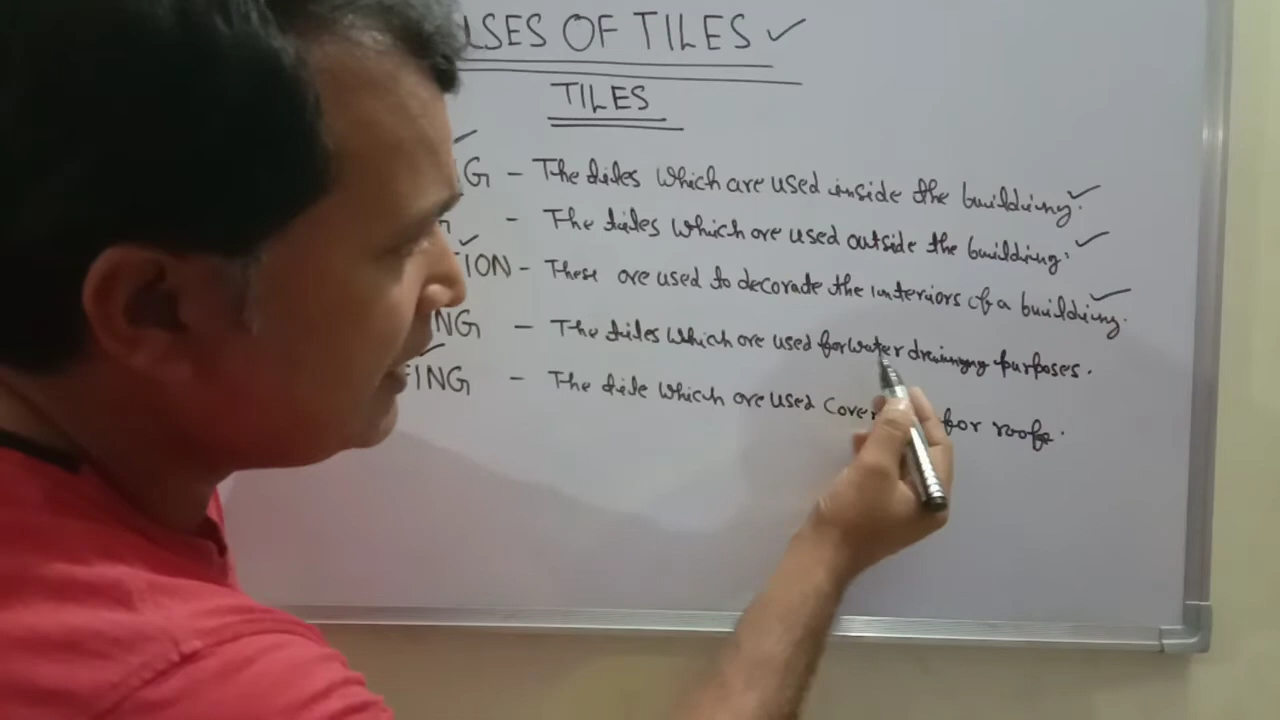 USES OF TILES ✓
TILES
G - The tiles which are used inside the building.
- The tiles which are used outside the building.
TION - These are used to decorate the interiors of a building.
NG - The tiles which are used for water draining purposes.
FING - The tile which are used cover for roofs.